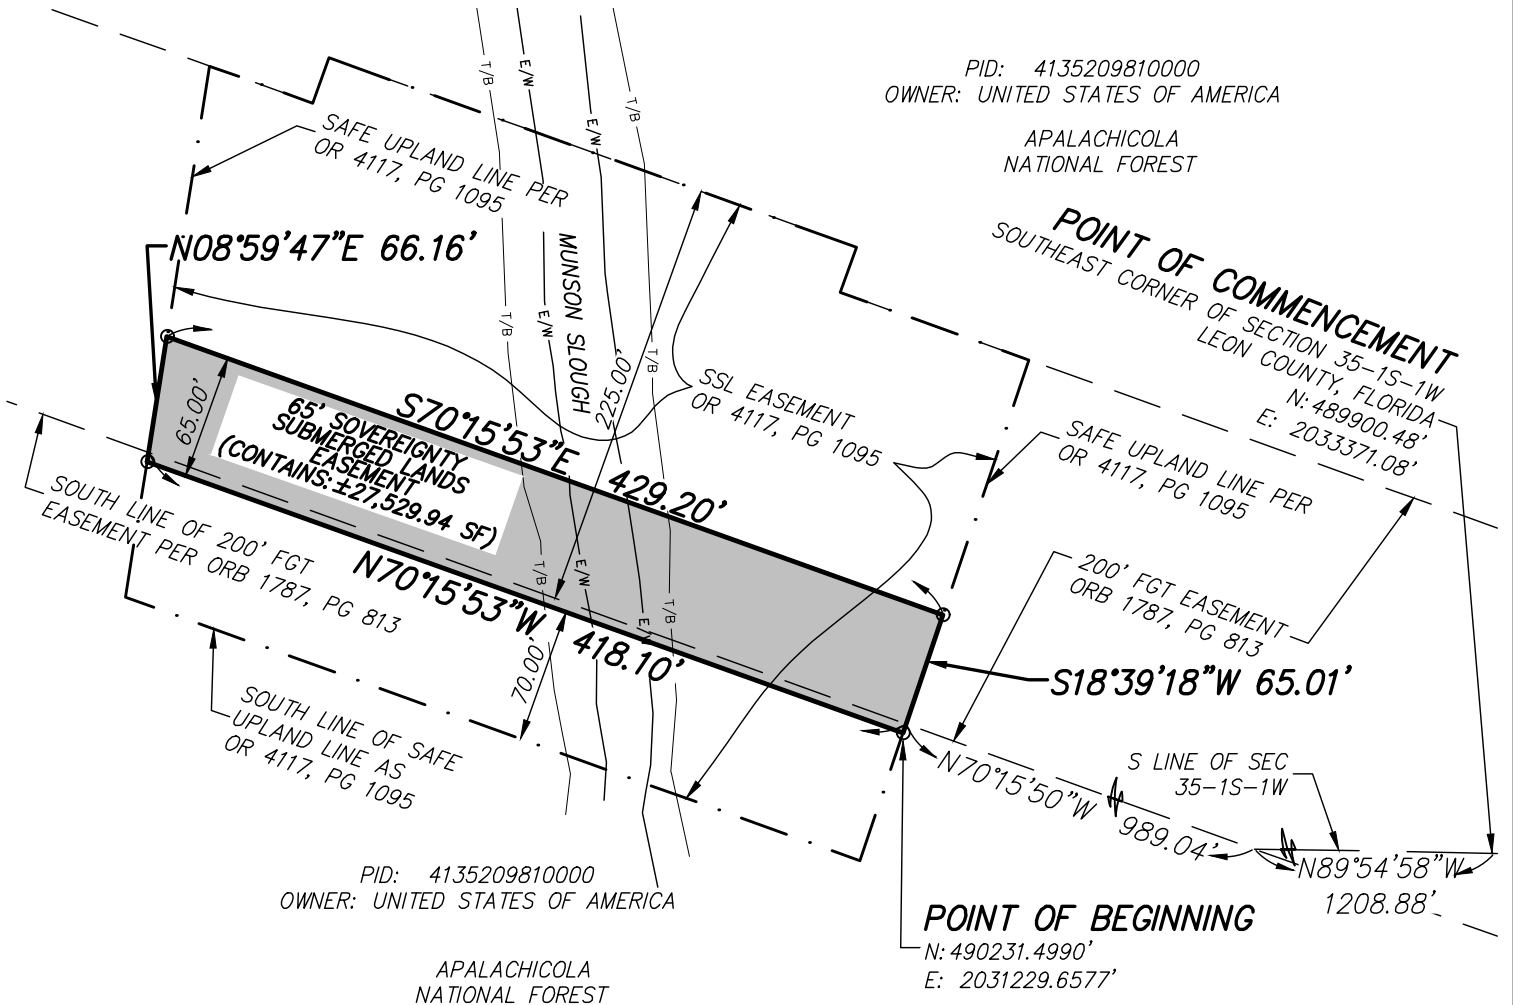 PID: 4135209810000
OWNER: UNITED STATES OF AMERICA
APALACHICOLA
NATIONAL FOREST
T/B
E/W
E/W
T/B
SAFE UPLAND LINE PER
OR 4117, PG 1095
POINT OF COMMENCEMENT
SOUTHEAST CORNER OF SECTION 35-1S-1W
LEON COUNTY, FLORIDA
N: 489900.48'
E: 2033371.08'
N08°59'47"E 66.16'
MUNSON SLOUGH
T/B
E/W
T/B
225.00'
SSL EASEMENT
OR 4117, PG 1095
65.00'
65' SOVEREIGNTY
SUBMERGED LANDS
EASEMENT
(CONTAINS: ±27,529.94 SF)
S70°15'53"E 429.20'
SAFE UPLAND LINE PER
OR 4117, PG 1095
SOUTH LINE OF 200' FGT
EASEMENT PER ORB 1787, PG 813
N70°15'53"W 418.10'
T/B
E/W
E/W
T/B
200' FGT EASEMENT
ORB 1787, PG 813
70.00'
S18°39'18"W 65.01'
SOUTH LINE OF SAFE
UPLAND LINE AS
OR 4117, PG 1095
N70°15'50"W 989.04'
S LINE OF SEC
35-1S-1W
N89°54'58"W
1208.88'
PID: 4135209810000
OWNER: UNITED STATES OF AMERICA
APALACHICOLA
NATIONAL FOREST
POINT OF BEGINNING
N: 490231.4990'
E: 2031229.6577'